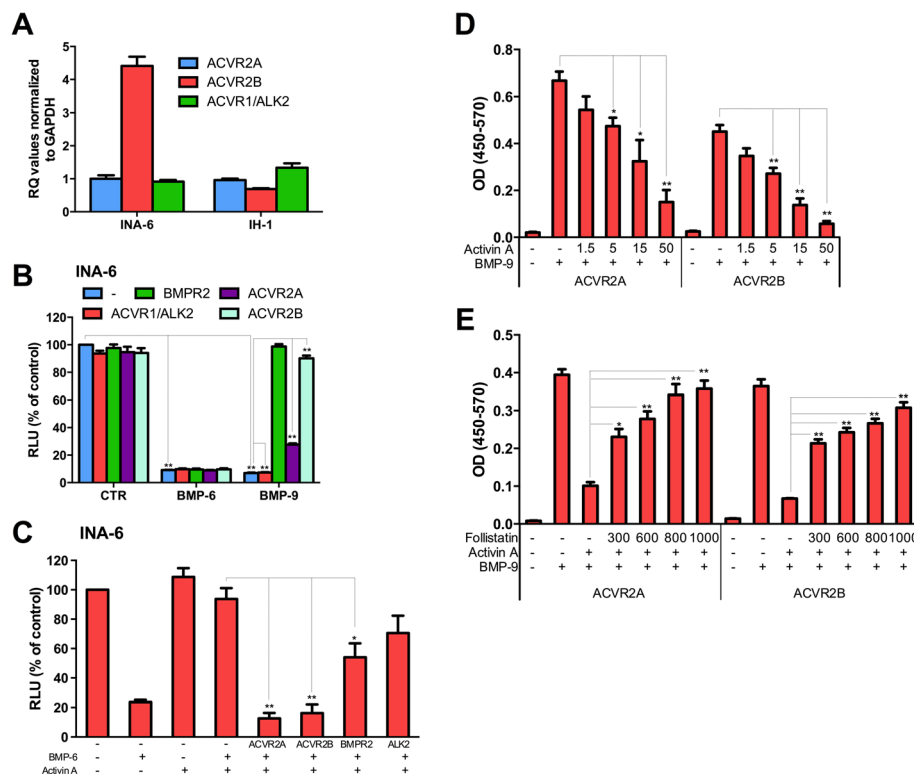 A
RQ values normalized
to GAPDH
5
4
3
2
1
0
ACVR2A
ACVR2B
ACVR1/ALK2
INA-6 IH-1
B
INA-6
- BMPR2 ACVR2A
ACVR1/ALK2 ACVR2B
RLU (% of control)
120
100
80
60
40
20
0
** ** ** ** **
CTR BMP-6 BMP-9
C
INA-6
RLU (% of control)
120
100
80
60
40
20
0
** ** *
- - - - ACVR2A ACVR2B BMPR2 ALK2
BMP-6 - + - + + + + +
Activin A - - + + + + + +
D
OD (450-570)
0.8
0.6
0.4
0.2
0.0
* * ** ** ** **
Activin A - - 1.5 5 15 50 - - 1.5 5 15 50
BMP-9 - + + + + + - + + + + +
ACVR2A ACVR2B
E
OD (450-570)
0.5
0.4
0.3
0.2
0.1
0.0
* ** ** ** ** ** ** **
Follistatin - - - 300 600 800 1000 - - - 300 600 800 1000
Activin A - - + + + + + - - + + + + +
BMP-9 - + + + + + + - + + + + + +
ACVR2A ACVR2B